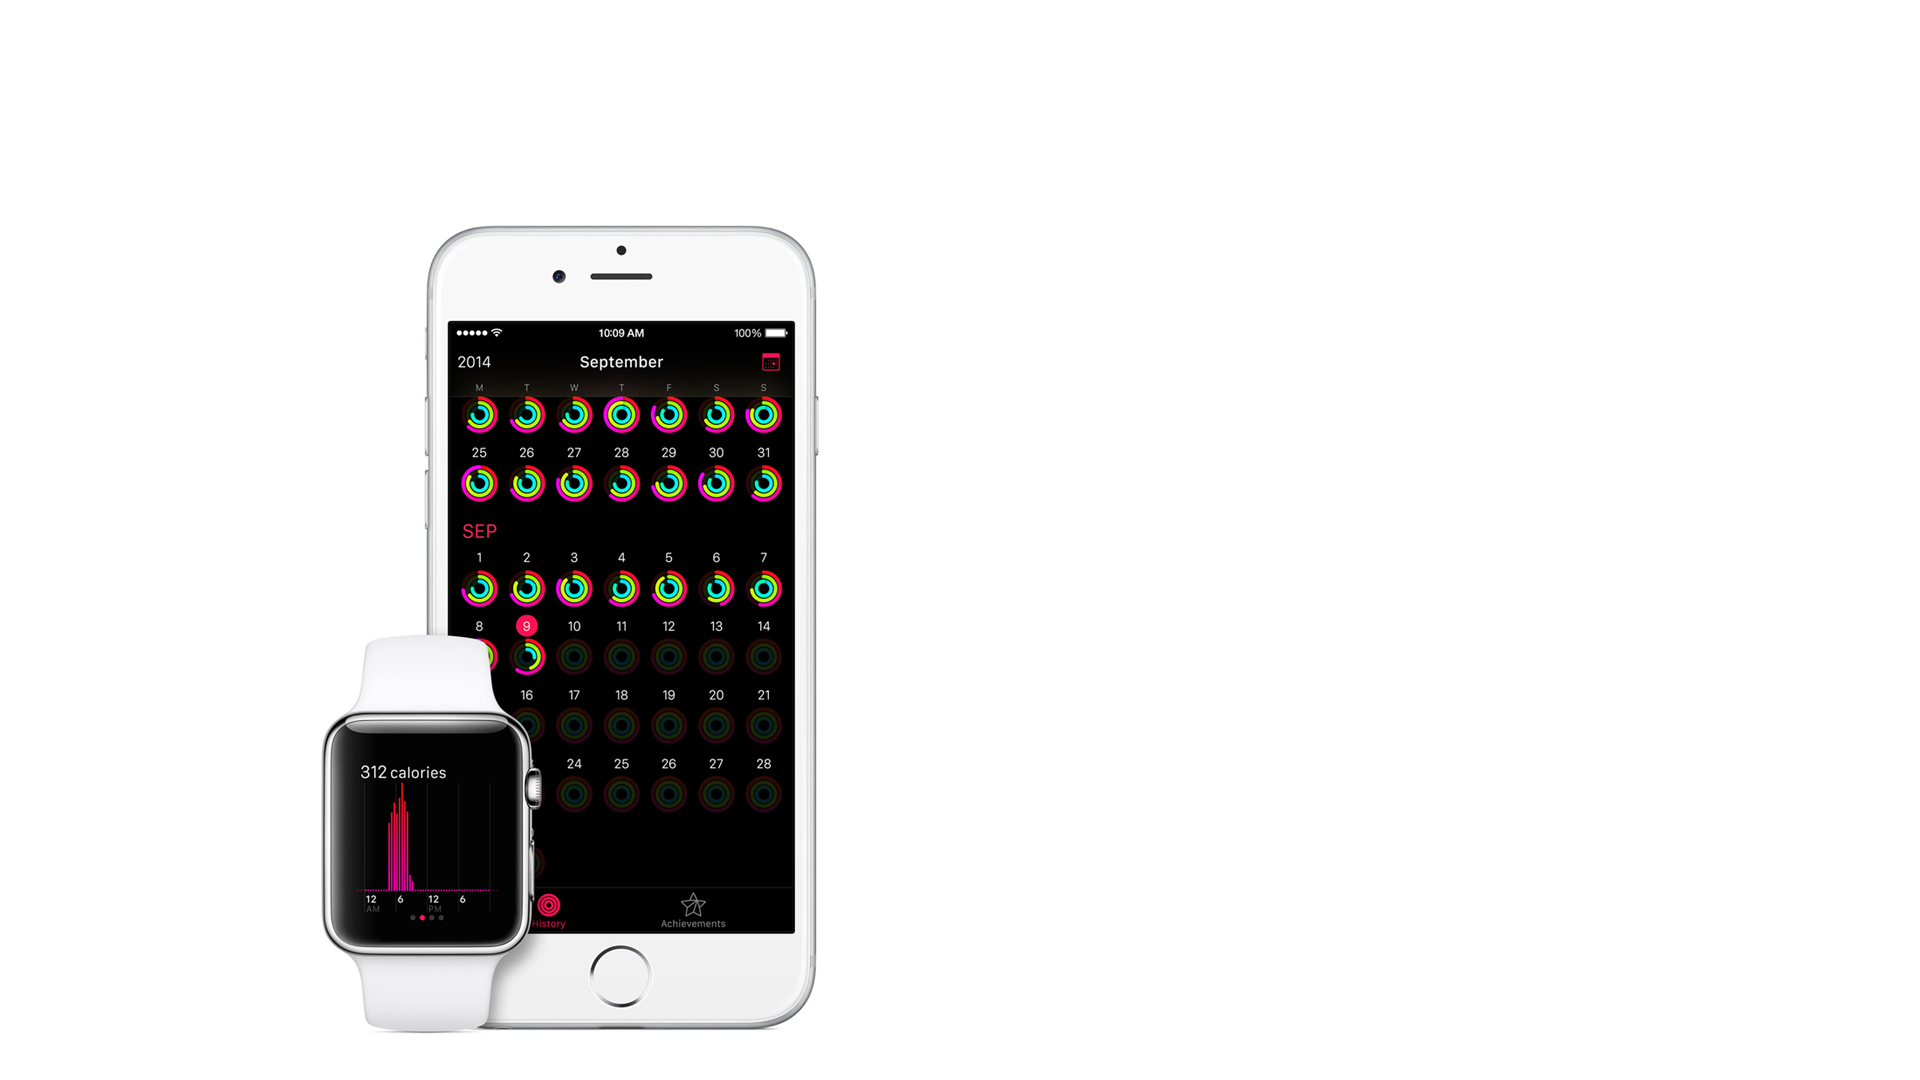 10:09 AM 100%
2014 September
M T W T F S S
25 26 27 28 29 30 31
SEP
1 2 3 4 5 6 7
8 9 10 11 12 13 14
16 17 18 19 20 21
24 25 26 27 28
History Achievements
312 calories
12 6 12 6
AM PM